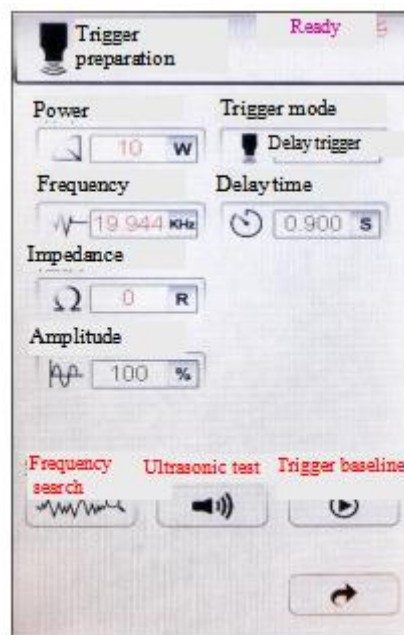 Trigger
preparation
Ready
Power
Trigger mode
10 W
Delay trigger
Frequency
Delay time
19.944 KHz
0.900 S
Impedance
Ω 0 R
Amplitude
100 %
Frequency
search
Ultrasonic test
Trigger baseline